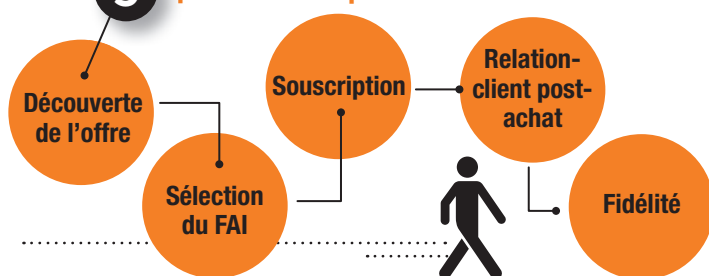 Découverte
de l’offre
Sélection
du FAI
Souscription
Relation-
client post-
achat
Fidélité